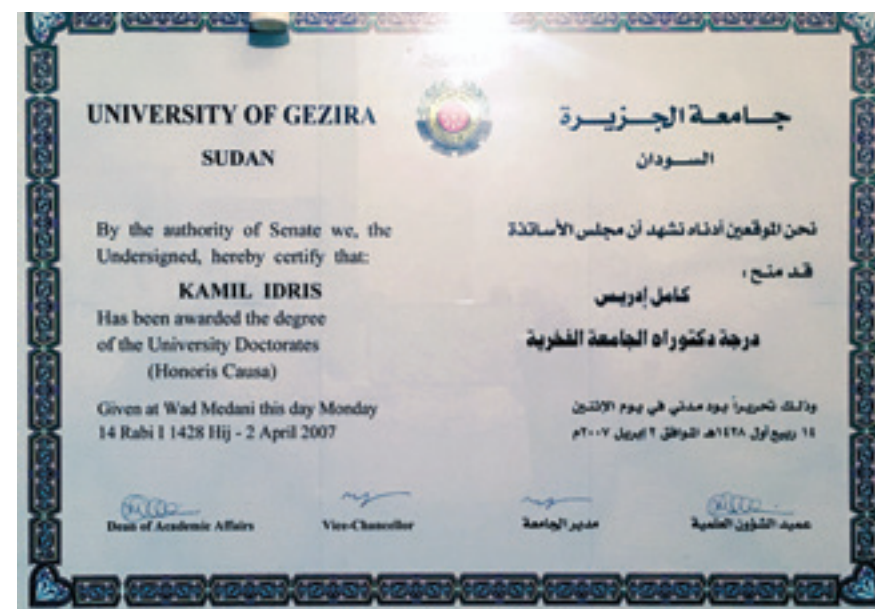 UNIVERSITY OF GEZIRA
SUDAN
By the authority of Senate we, the
Undersigned, hereby certify that:
KAMIL IDRIS
Has been awarded the degree
of the University Doctorates
(Honoris Causa)
Given at Wad Medani this day Monday
14 Rabi I 1428 Hij - 2 April 2007
Dean of Academic Affairs
Vice-Chancellor
جامعة الجزيرة
السودان
نحن الموقعين أدناه نشهد أن مجلس الأساتذة
قد منح :
كامل إدريس
درجة دكتوراه الجامعة الفخرية
وذلك تحريراً بود مدني في يوم الإثنين
١٤ ربيع أول ١٤٢٨هـ الموافق ٢ إبريل ٢٠٠٧م
مدير الجامعة
عميد الشؤون العلمية